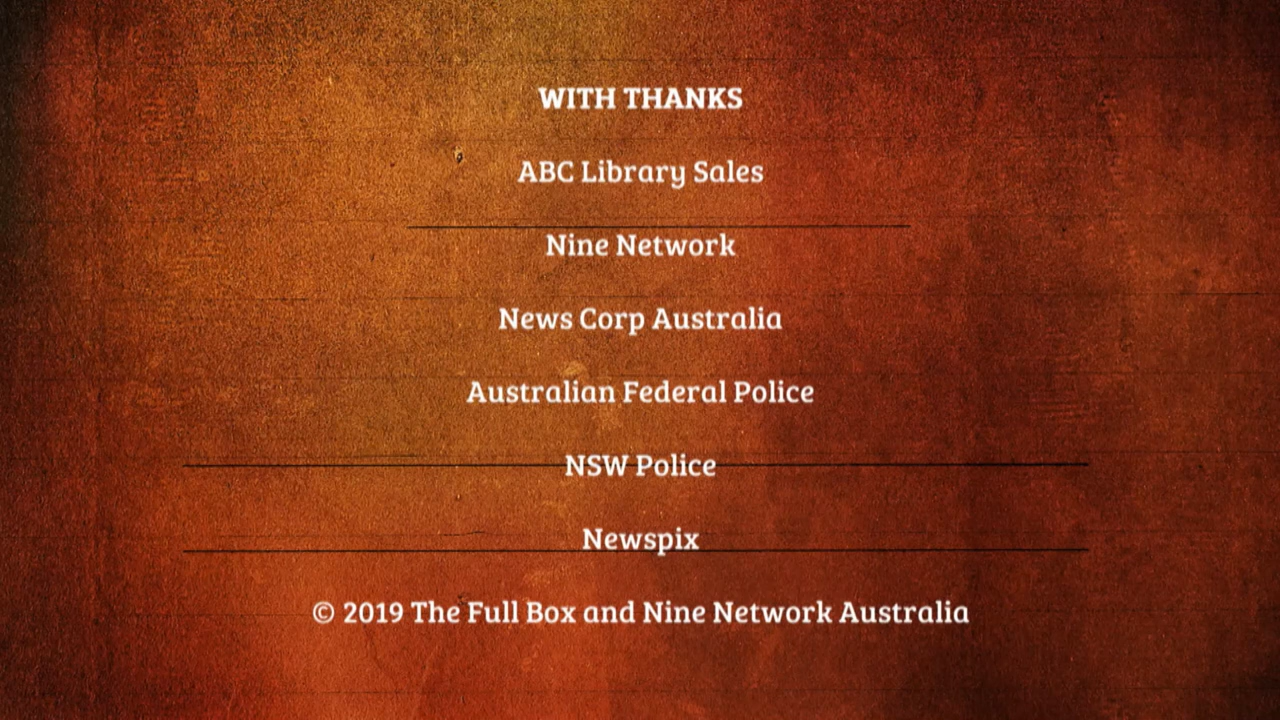 WITH THANKS
ABC Library Sales
Nine Network
News Corp Australia
Australian Federal Police
NSW Police
Newspix
© 2019 The Full Box and Nine Network Australia